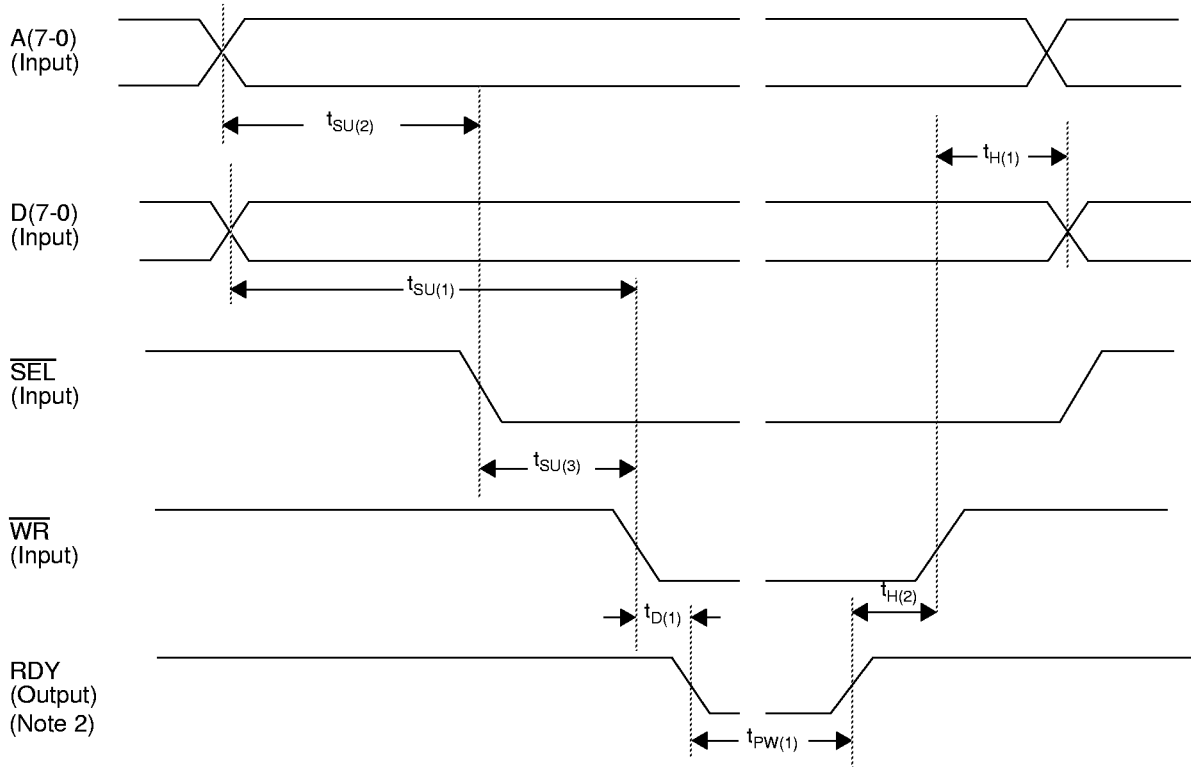 A(7-0)
(Input)
tSU(2)
tH(1)
D(7-0)
(Input)
tSU(1)
SEL
(Input)
tSU(3)
WR
(Input)
tH(2)
tD(1)
RDY
(Output)
(Note 2)
tPW(1)